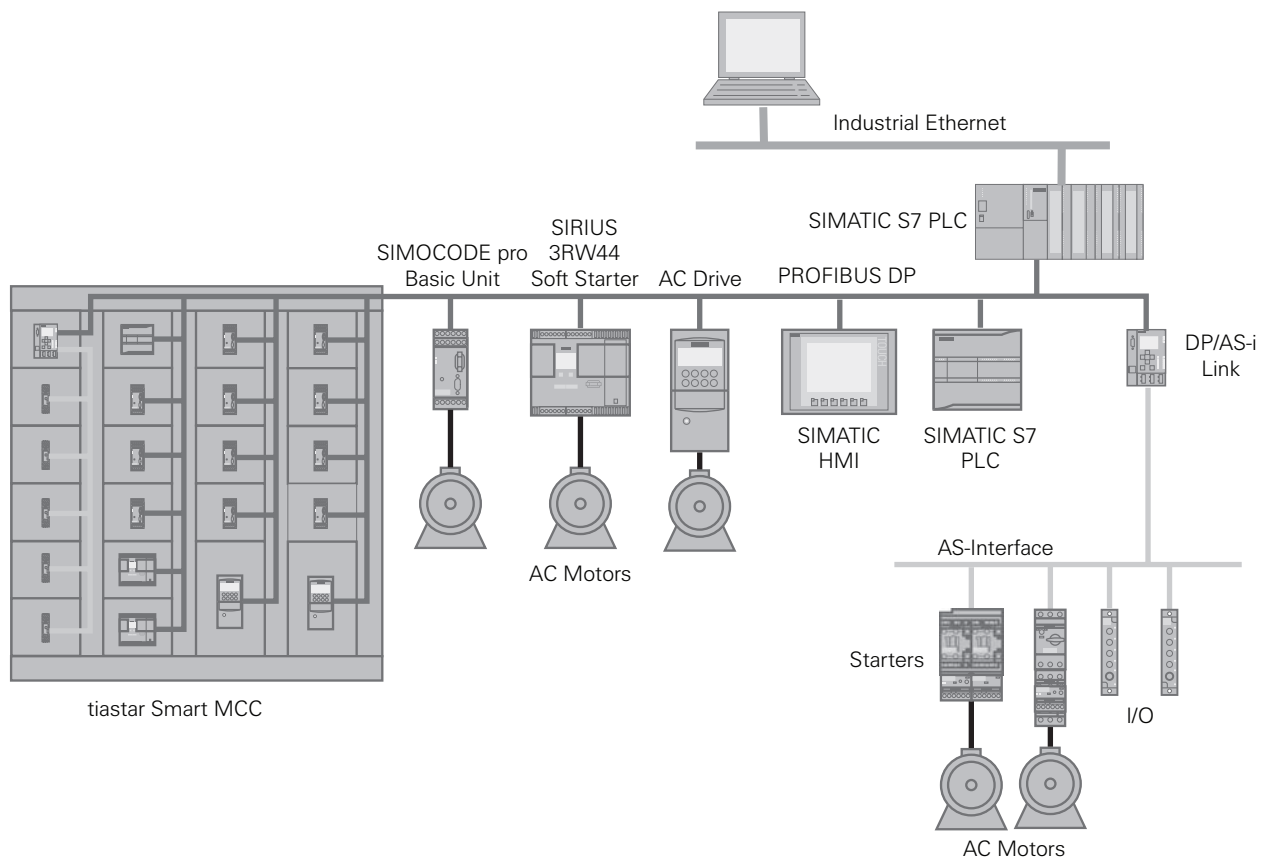 Industrial Ethernet
SIMATIC S7 PLC
SIMOCODE pro
Basic Unit
SIRIUS
3RW44
Soft Starter
AC Drive
PROFIBUS DP
DP/AS-i
Link
SIMATIC
HMI
SIMATIC S7
PLC
AC Motors
AS-Interface
Starters
I/O
tiastar Smart MCC
AC Motors